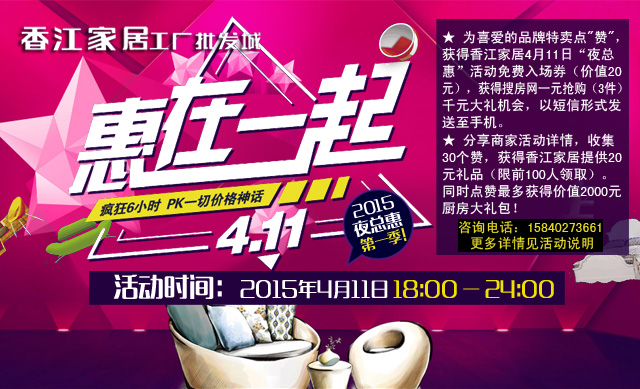 香江家居工厂批发城
惠在一起
疯狂6小时 PK一切价格神话
4.11
2015
夜总惠
第一季!
活动时间：2015年4月11日18:00－24:00
★ 为喜爱的品牌特卖点"赞"，
获得香江家居4月11日“夜总
惠”活动免费入场券（价值20
元），获得搜房网一元抢购（3件）
千元大礼机会，以短信形式发
送至手机。
★ 分享商家活动详情，收集
30个赞，获得香江家居提供20
元礼品（限前100人领取）。
同时点赞最多获得价值2000元
厨房大礼包！
咨询电话：15840273661
更多详情见活动说明